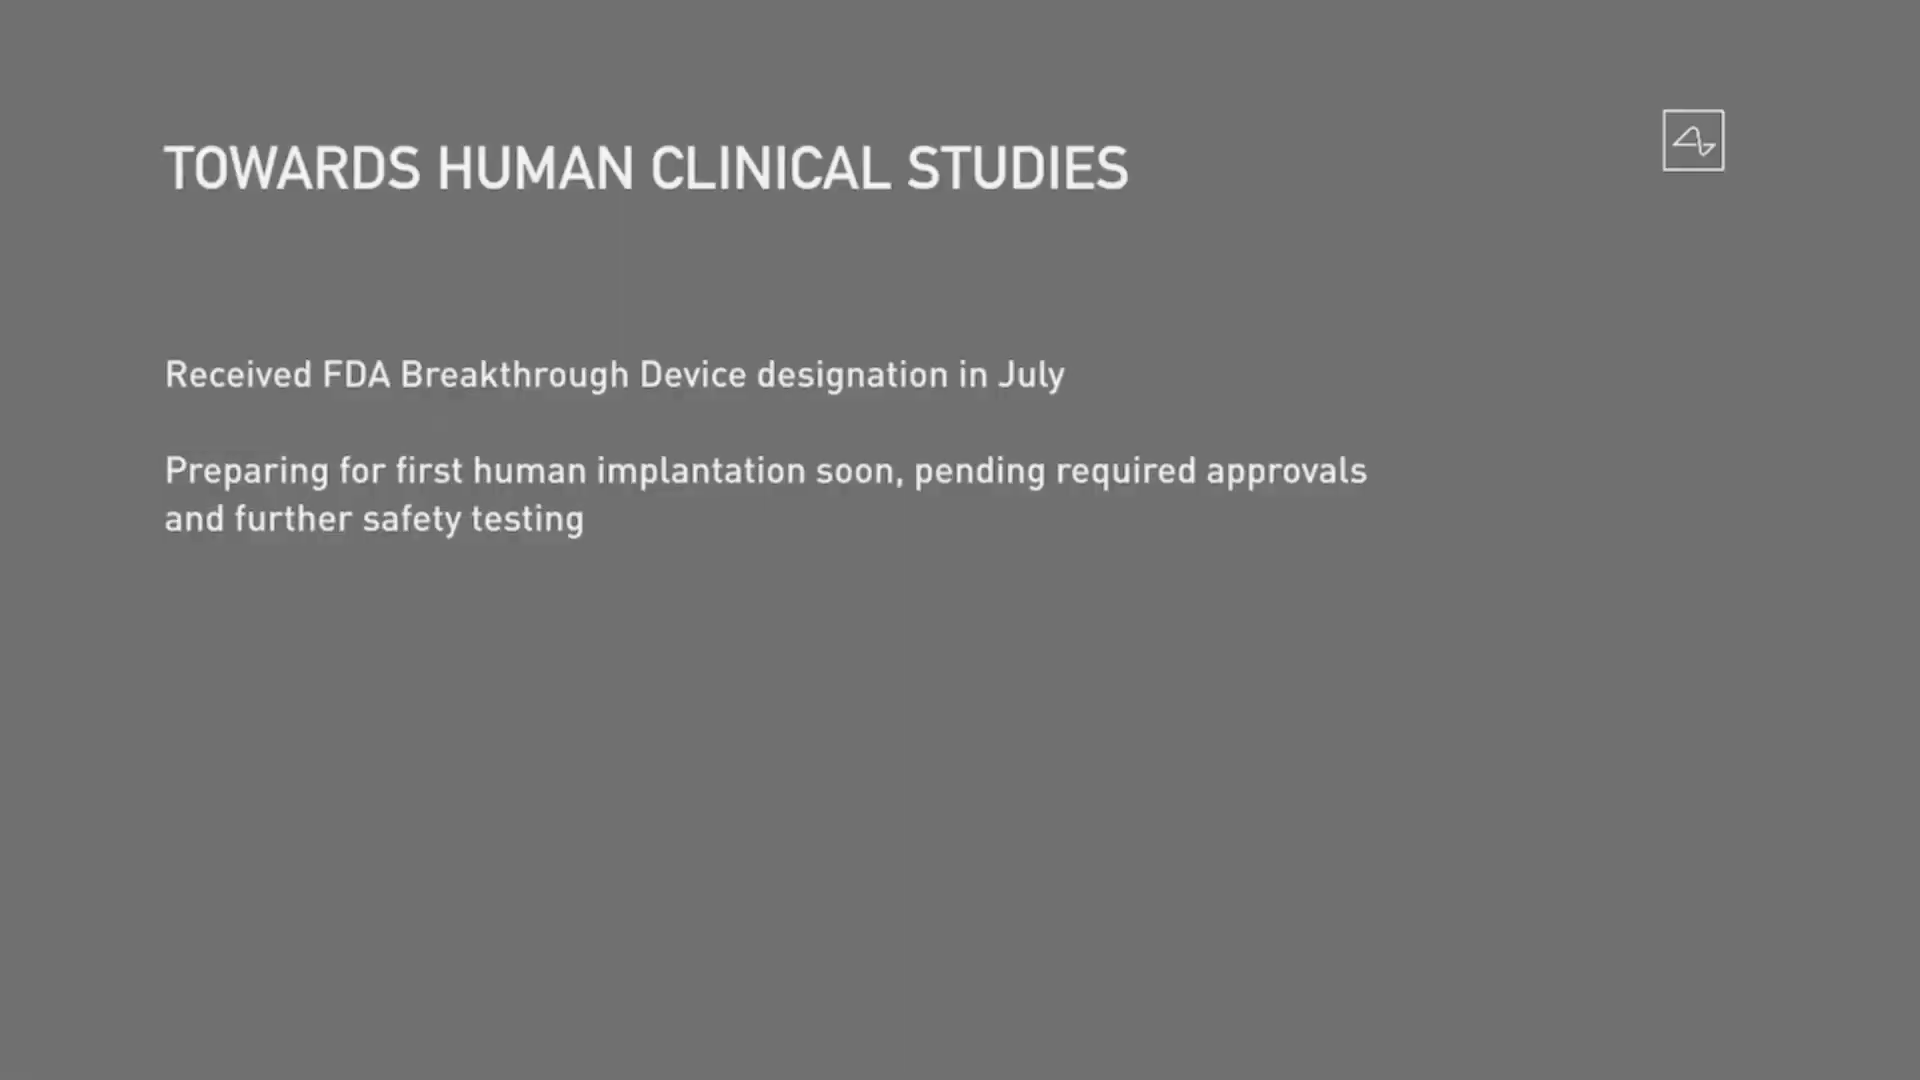 TOWARDS HUMAN CLINICAL STUDIES
Received FDA Breakthrough Device designation in July
Preparing for first human implantation soon, pending required approvals
and further safety testing